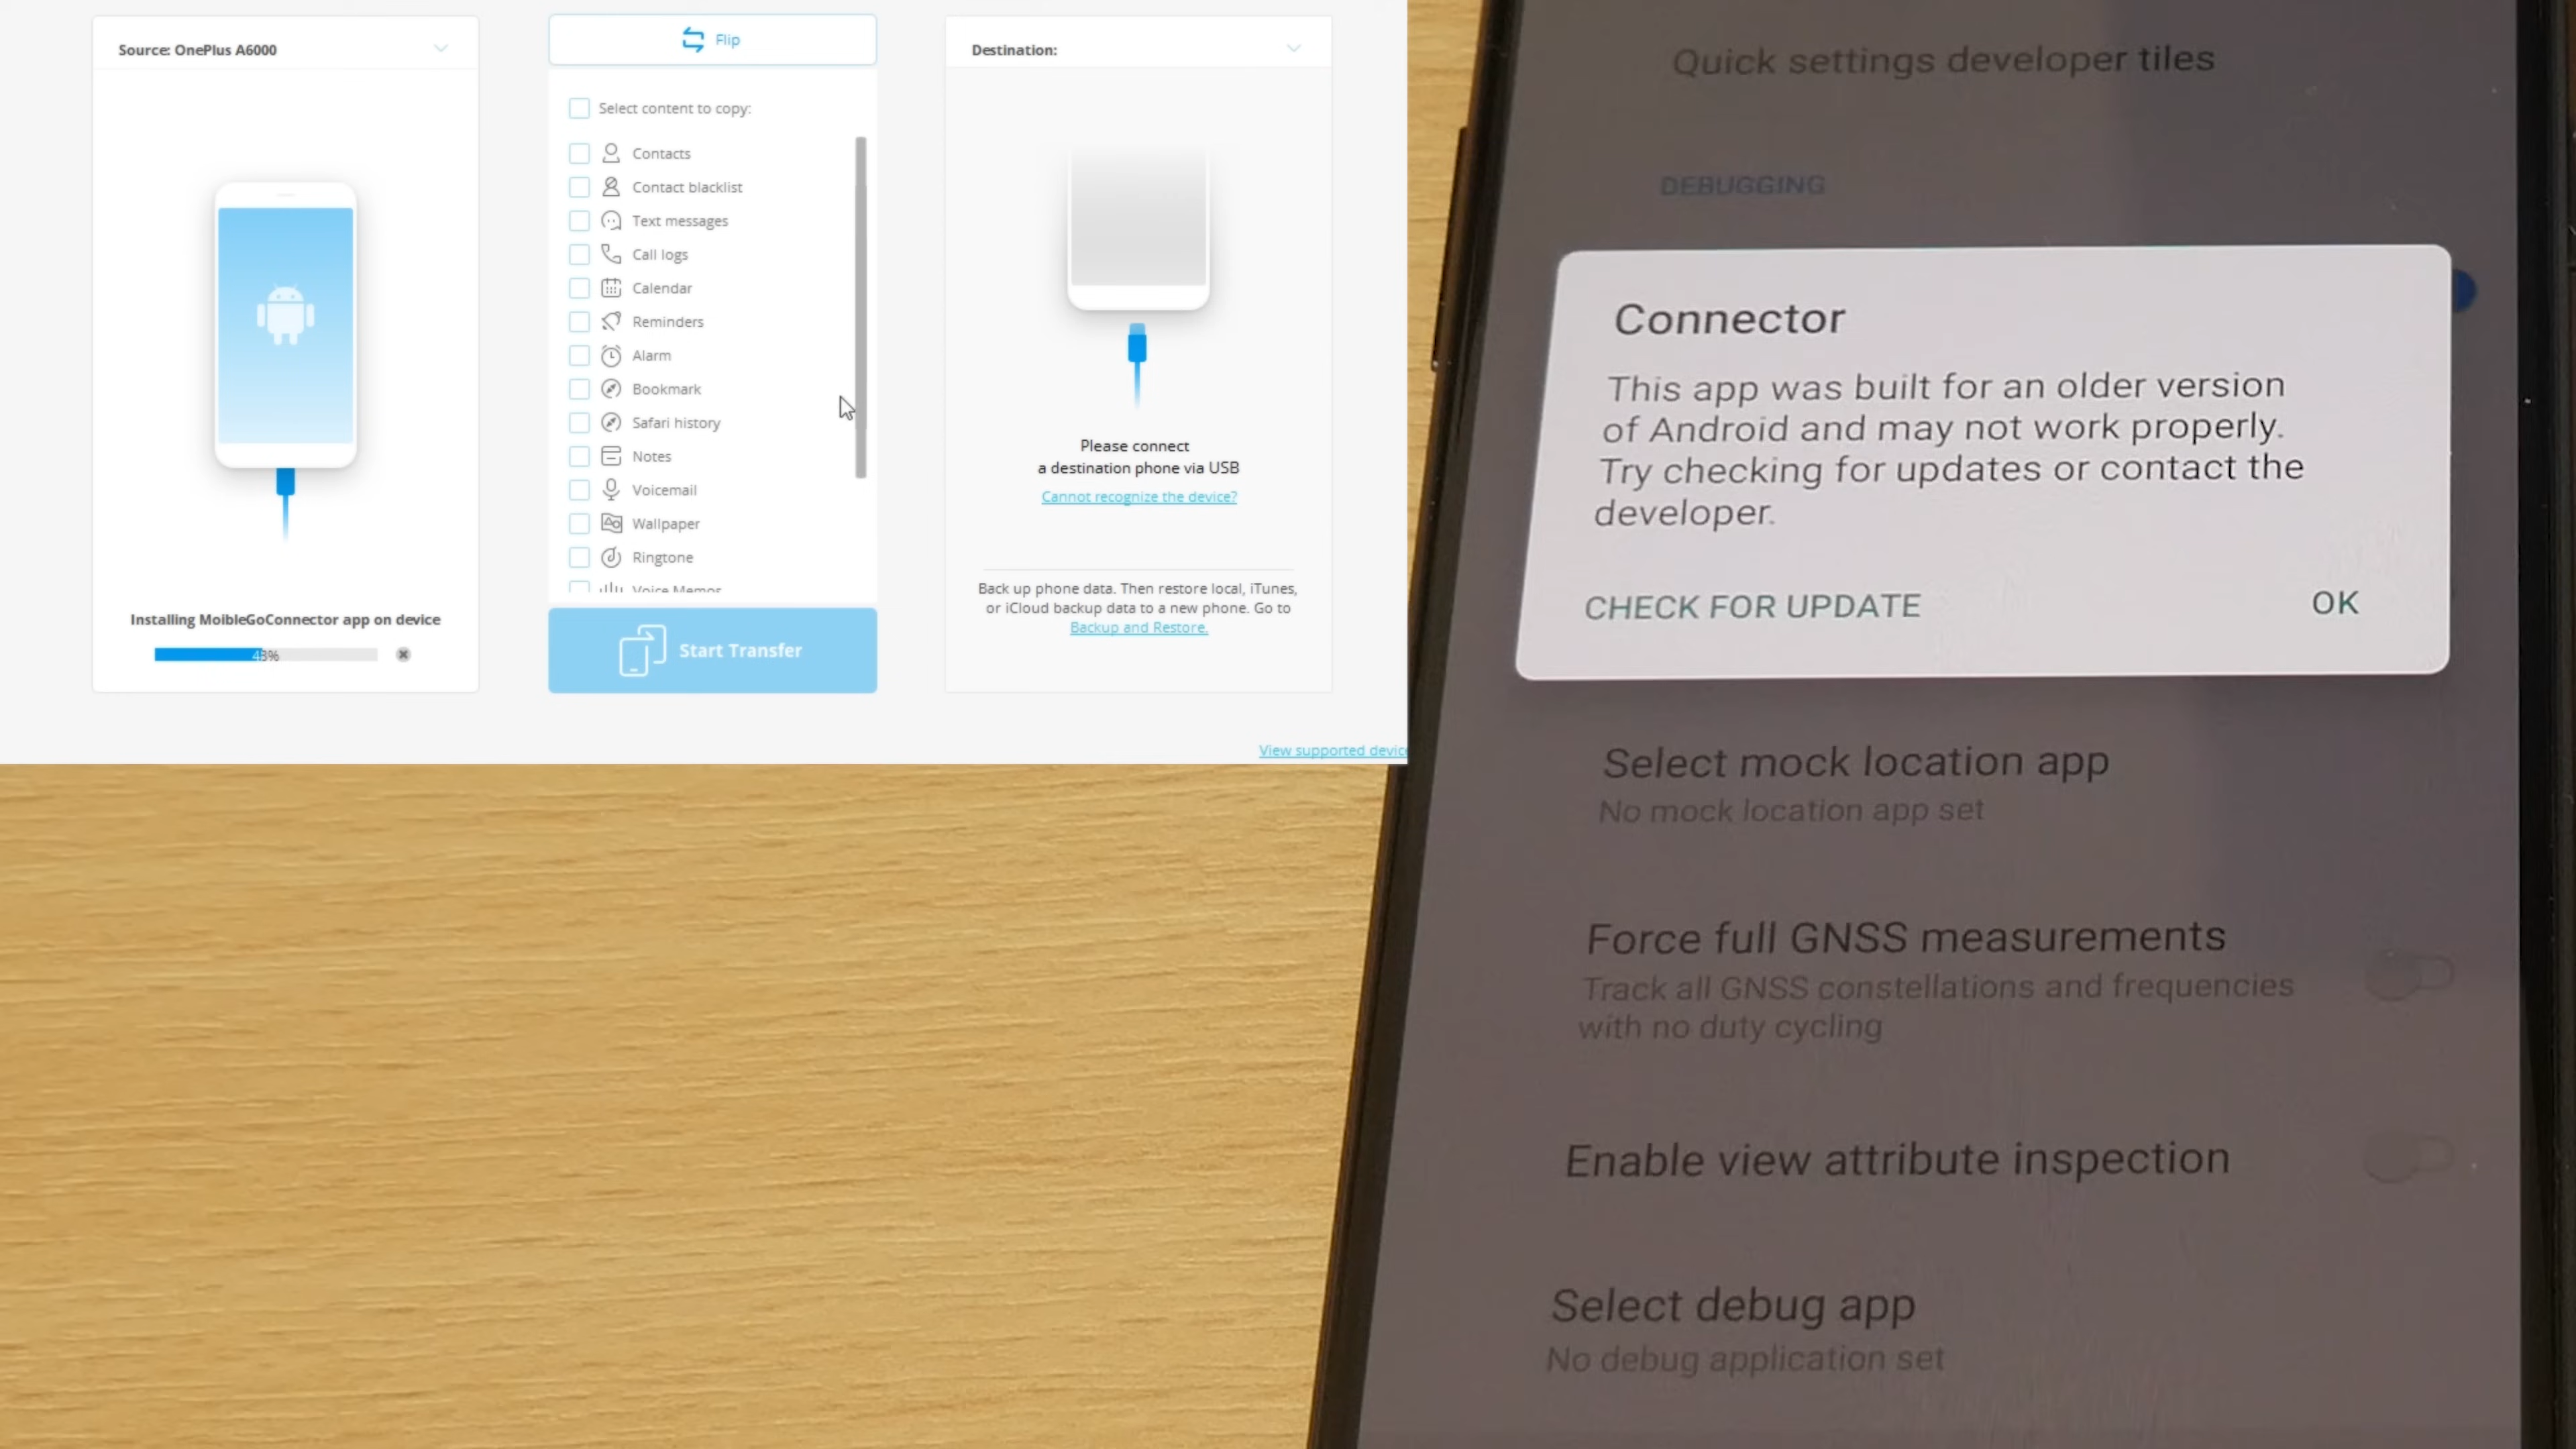 Source: OnePlus A6000
Installing MoibleGoConnector app on device
43%
Flip
Select content to copy:
Contacts
Contact blacklist
Text messages
Call logs
Calendar
Reminders
Alarm
Bookmark
Safari history
Notes
Voicemail
Wallpaper
Ringtone
Voice Memos
Start Transfer
Destination:
Please connect
a destination phone via USB
Cannot recognize the device?
Back up phone data. Then restore local, iTunes,
or iCloud backup data to a new phone. Go to
Backup and Restore.
View supported device
Quick settings developer tiles
DEBUGGING
Connector
This app was built for an older version
of Android and may not work properly.
Try checking for updates or contact the
developer.
CHECK FOR UPDATE
OK
Select mock location app
No mock location app set
Force full GNSS measurements
Track all GNSS constellations and frequencies
with no duty cycling
Enable view attribute inspection
Select debug app
No debug application set